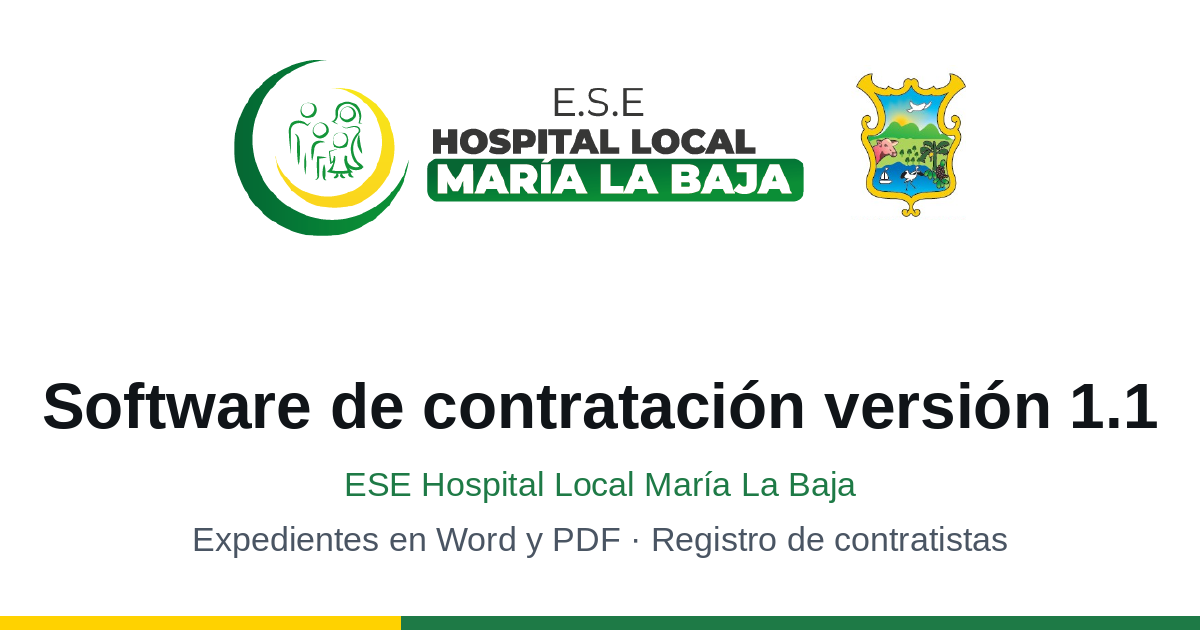 E.S.E
HOSPITAL LOCAL
MARÍA LA BAJA
Software de contratación versión 1.1
ESE Hospital Local María La Baja
Expedientes en Word y PDF · Registro de contratistas